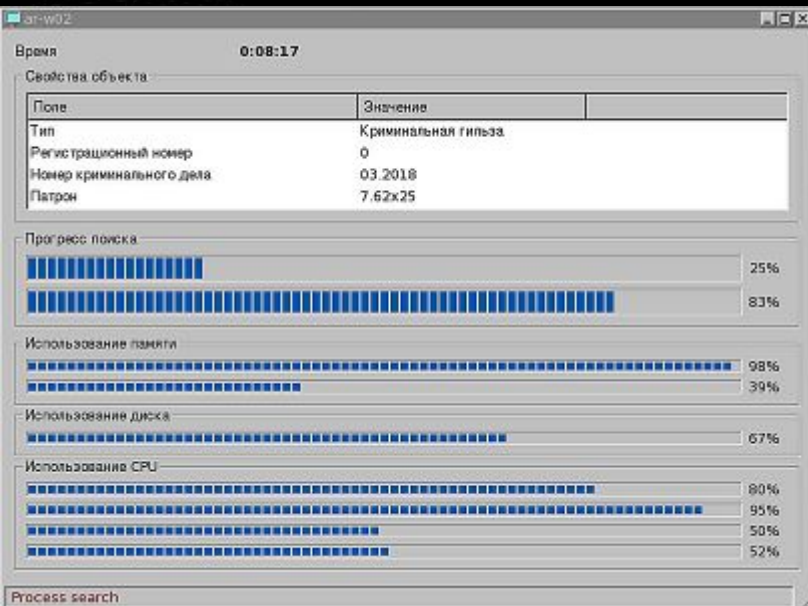 ar-w02
Время 0:08:17
Свойства объекта
Поле Значение
Тип Криминальная гильза
Регистрационный номер 0
Номер криминального дела 03.2018
Патрон 7.62x25
Прогресс поиска
25%
83%
Использование памяти
98%
39%
Использование диска
67%
Использование CPU
80%
95%
50%
52%
Process search